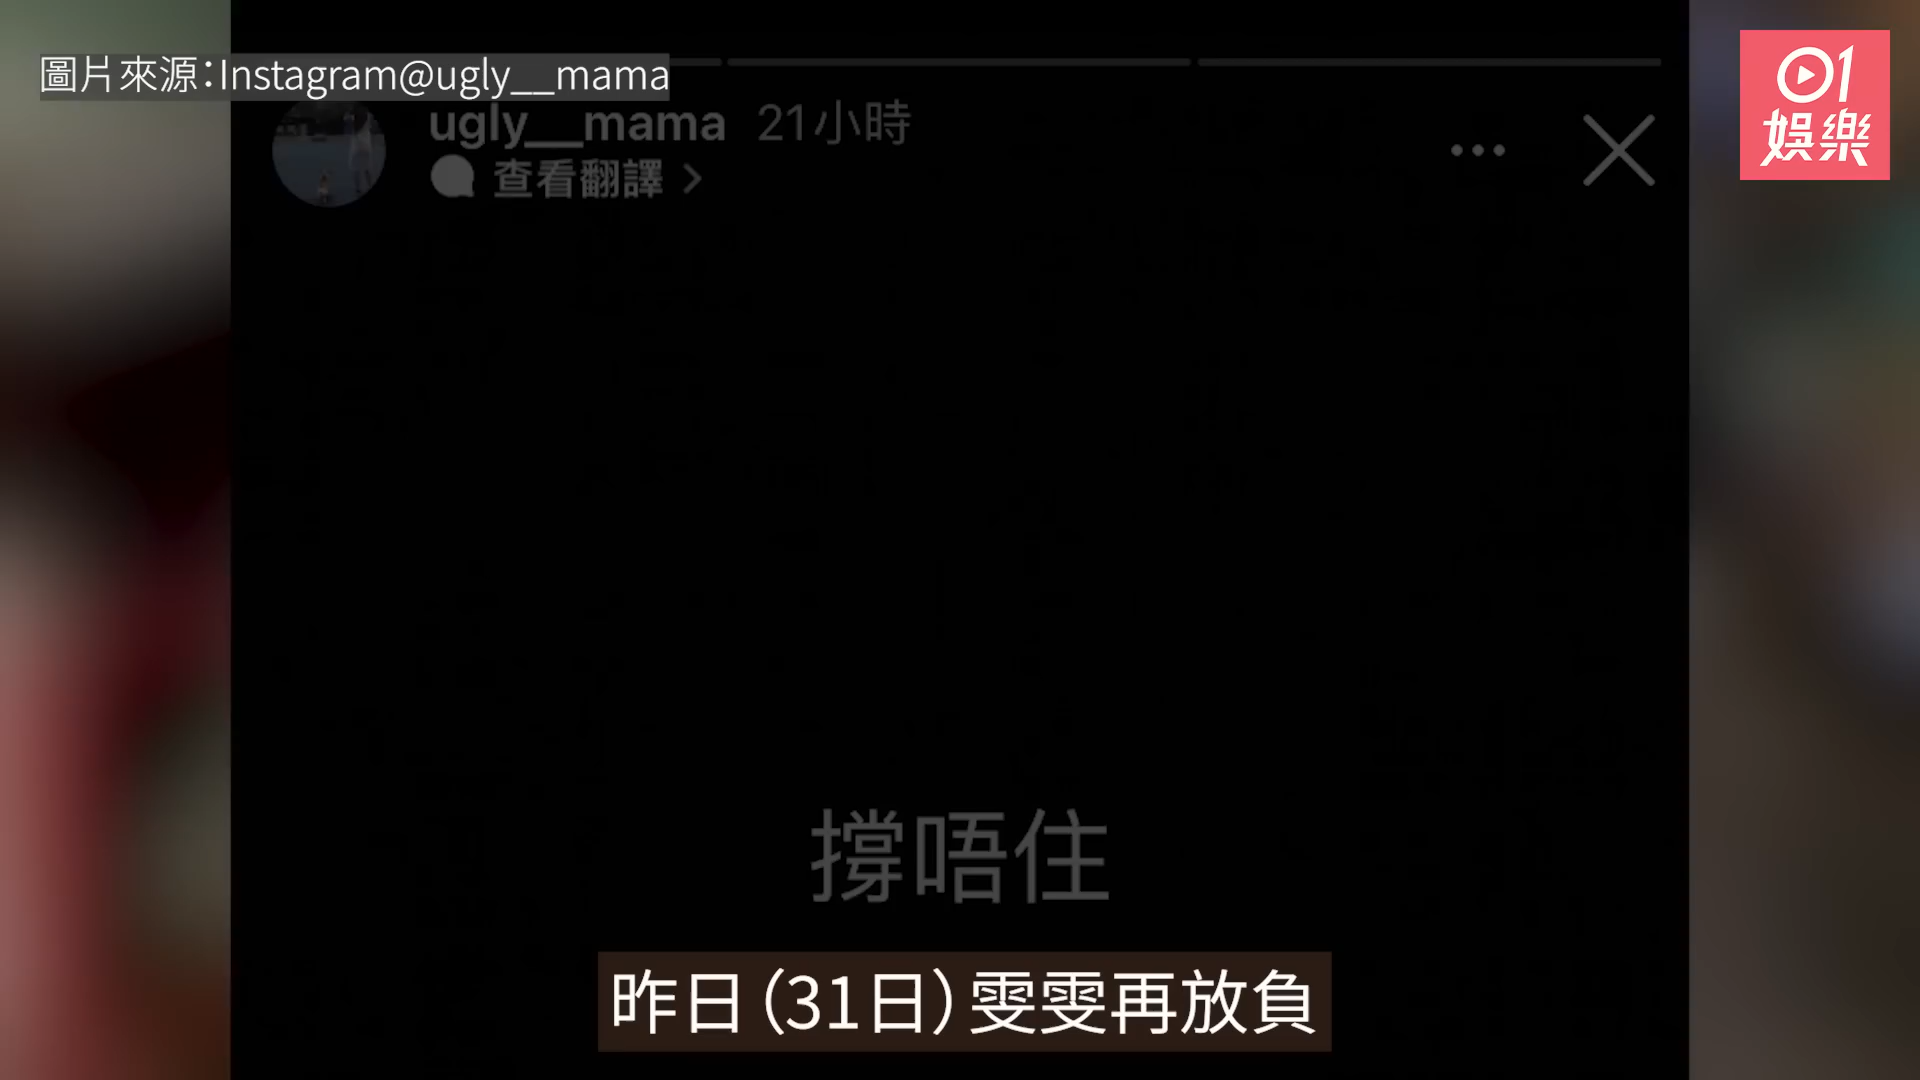 圖片來源：Instagram@ugly__mama
ugly__mama 21小時
查看翻譯
01
娛樂
撐唔住
昨日（31日）雯雯再放負